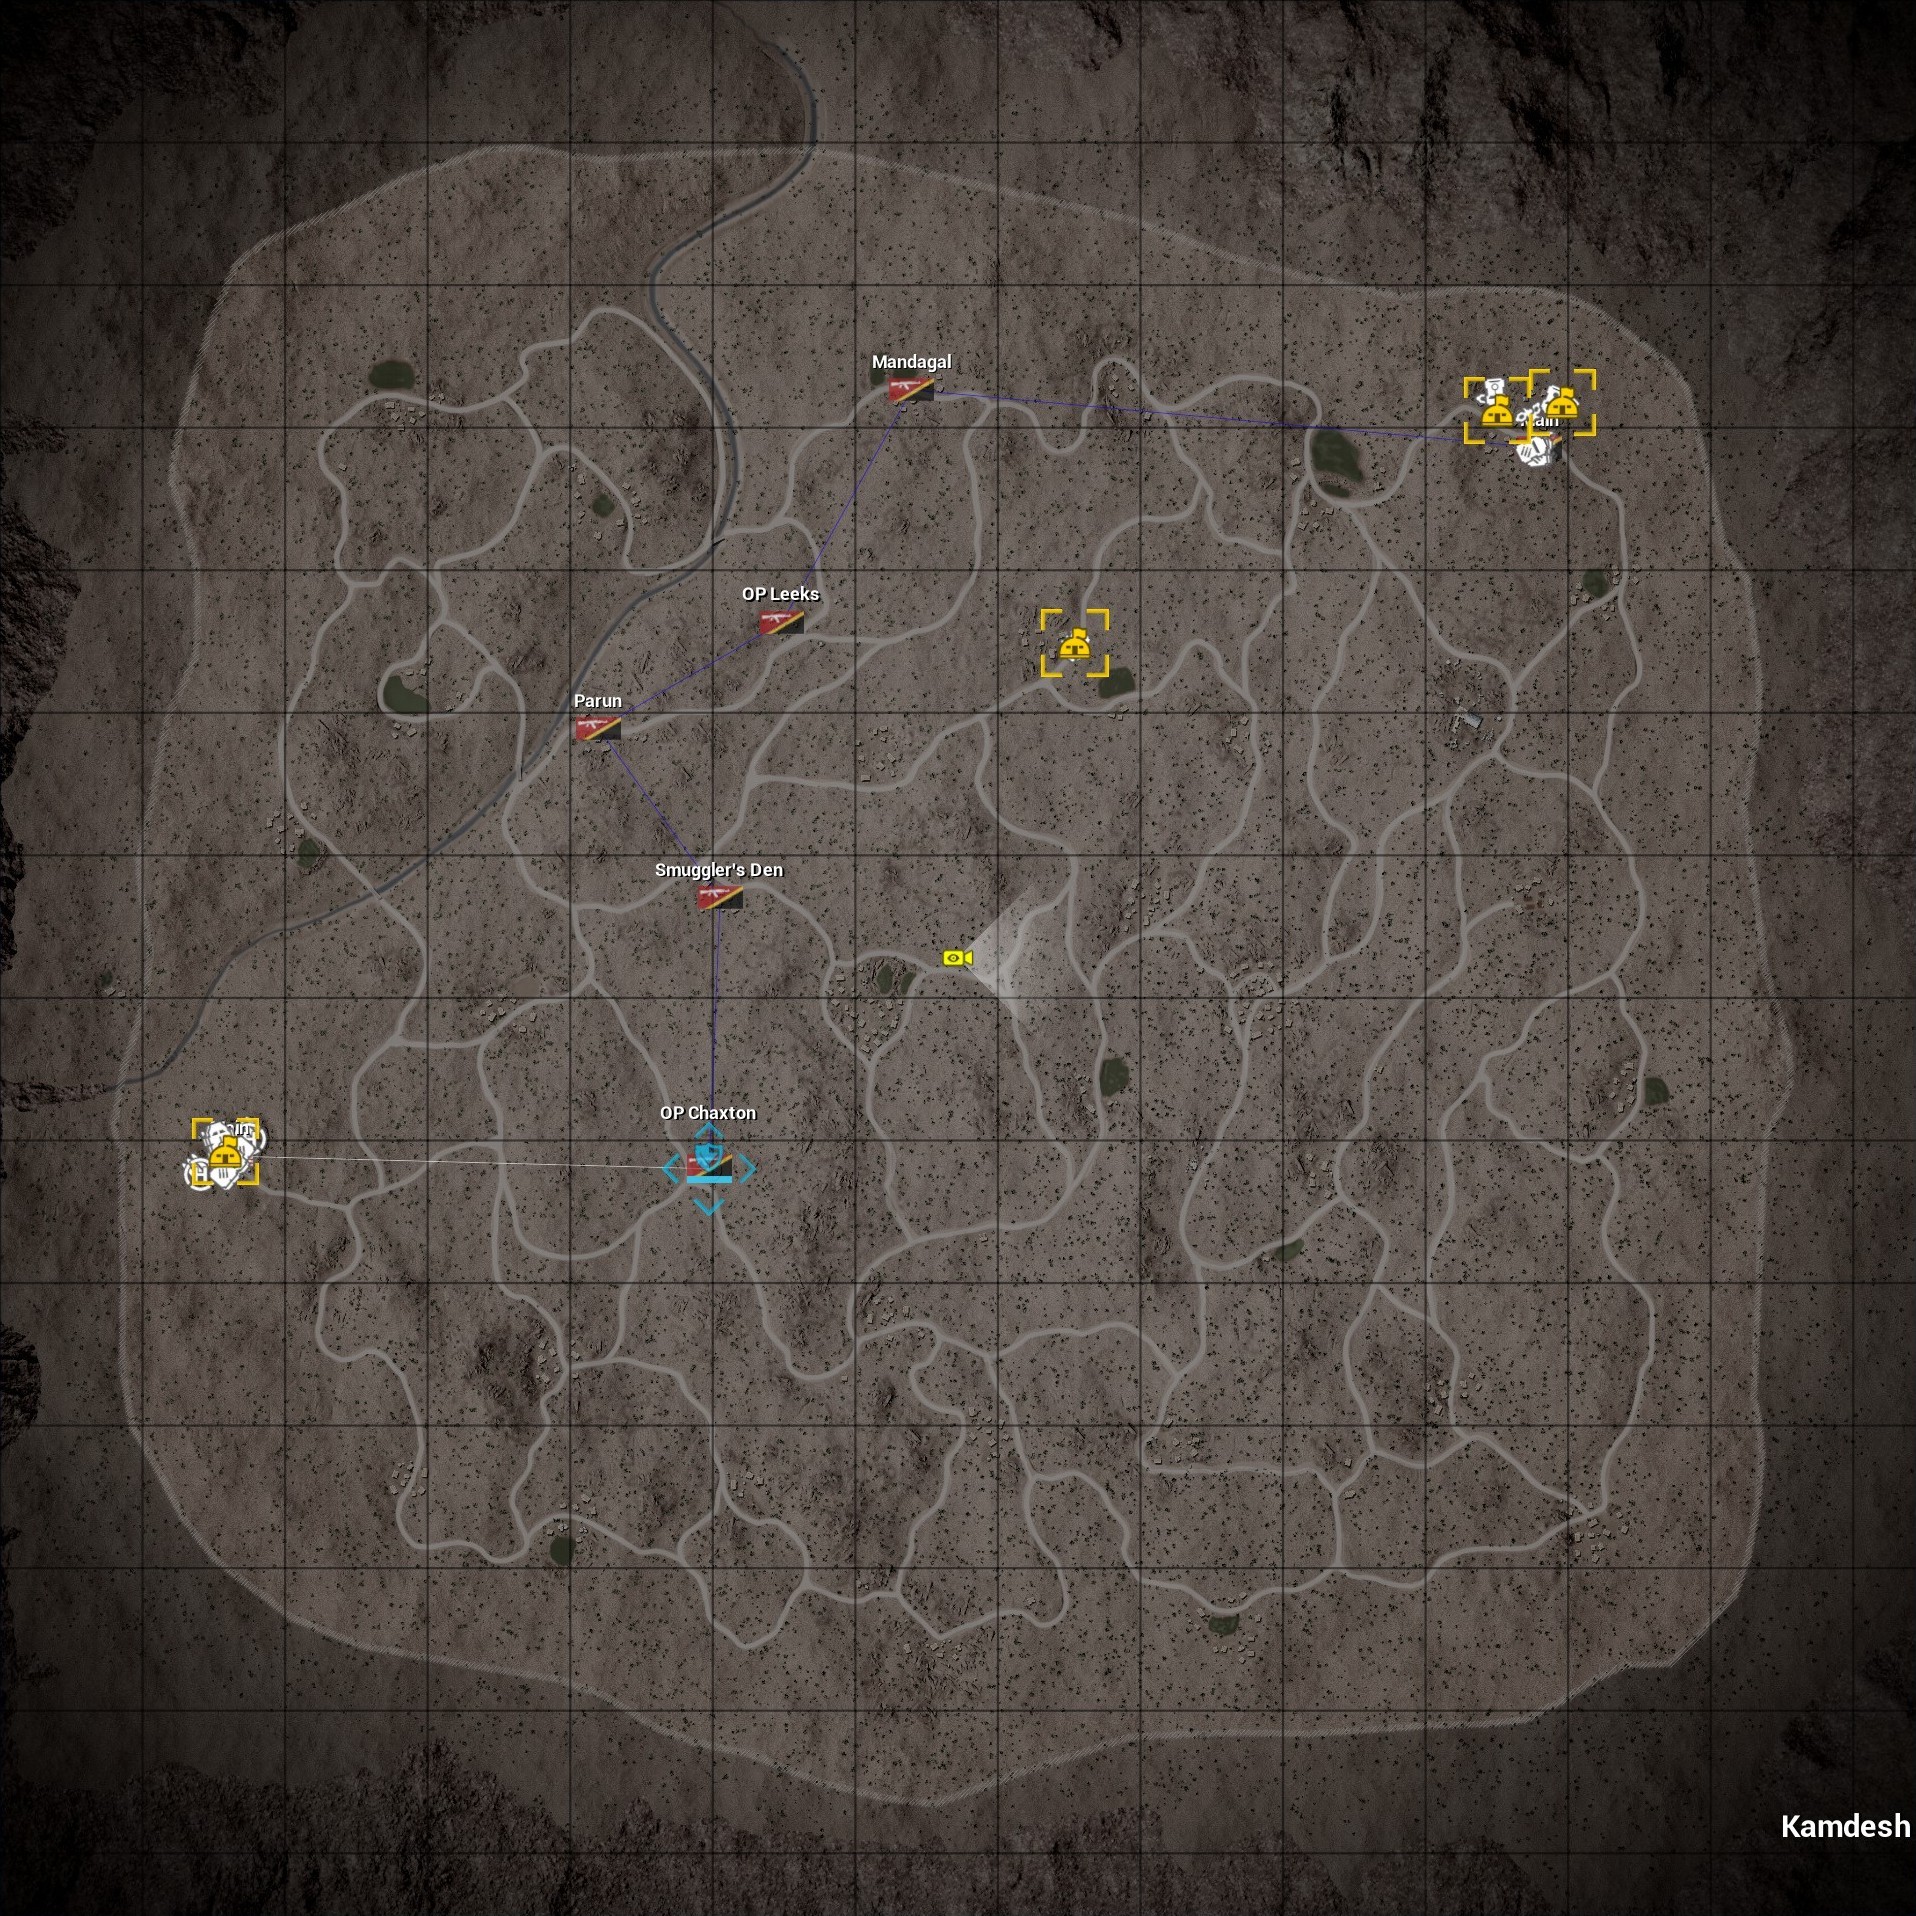 Mandagal
OP Leeks
Parun
Smuggler's Den
OP Chaxton
Kamdesh